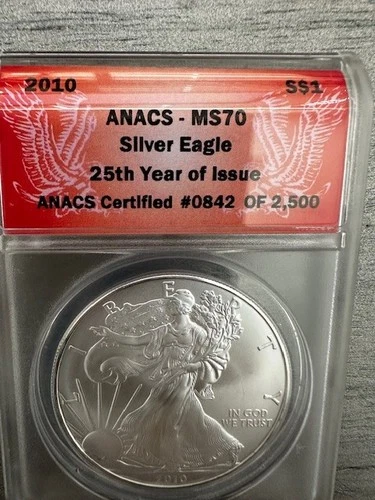 2010 S$1
ANACS - MS70
Silver Eagle
25th Year of Issue
ANACS Certified #0842 OF 2,500
LIBERTY
IN GOD
WE TRUST
2010